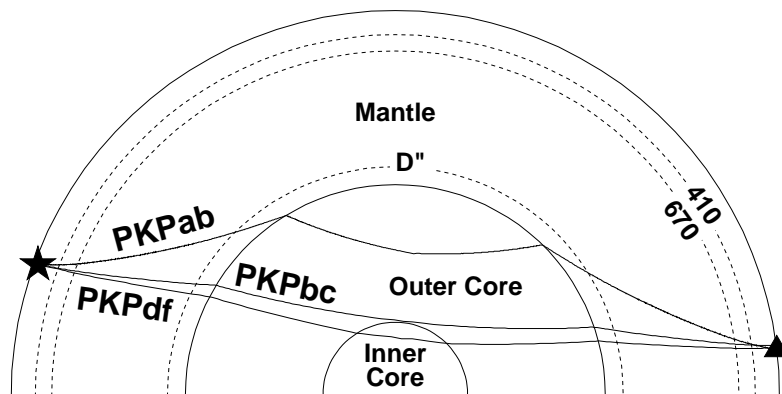 Mantle
D"
410
670
PKPab
PKPbc
PKPdf
Outer Core
Inner
Core